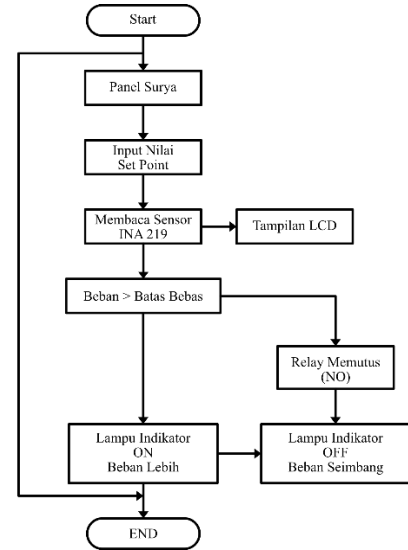 Start
Panel Surya
Input Nilai
Set Point
Membaca Sensor
INA 219
Tampilan LCD
Beban > Batas Bebas
Relay Memutus
(NO)
Lampu Indikator
ON
Beban Lebih
Lampu Indikator
OFF
Beban Seimbang
END